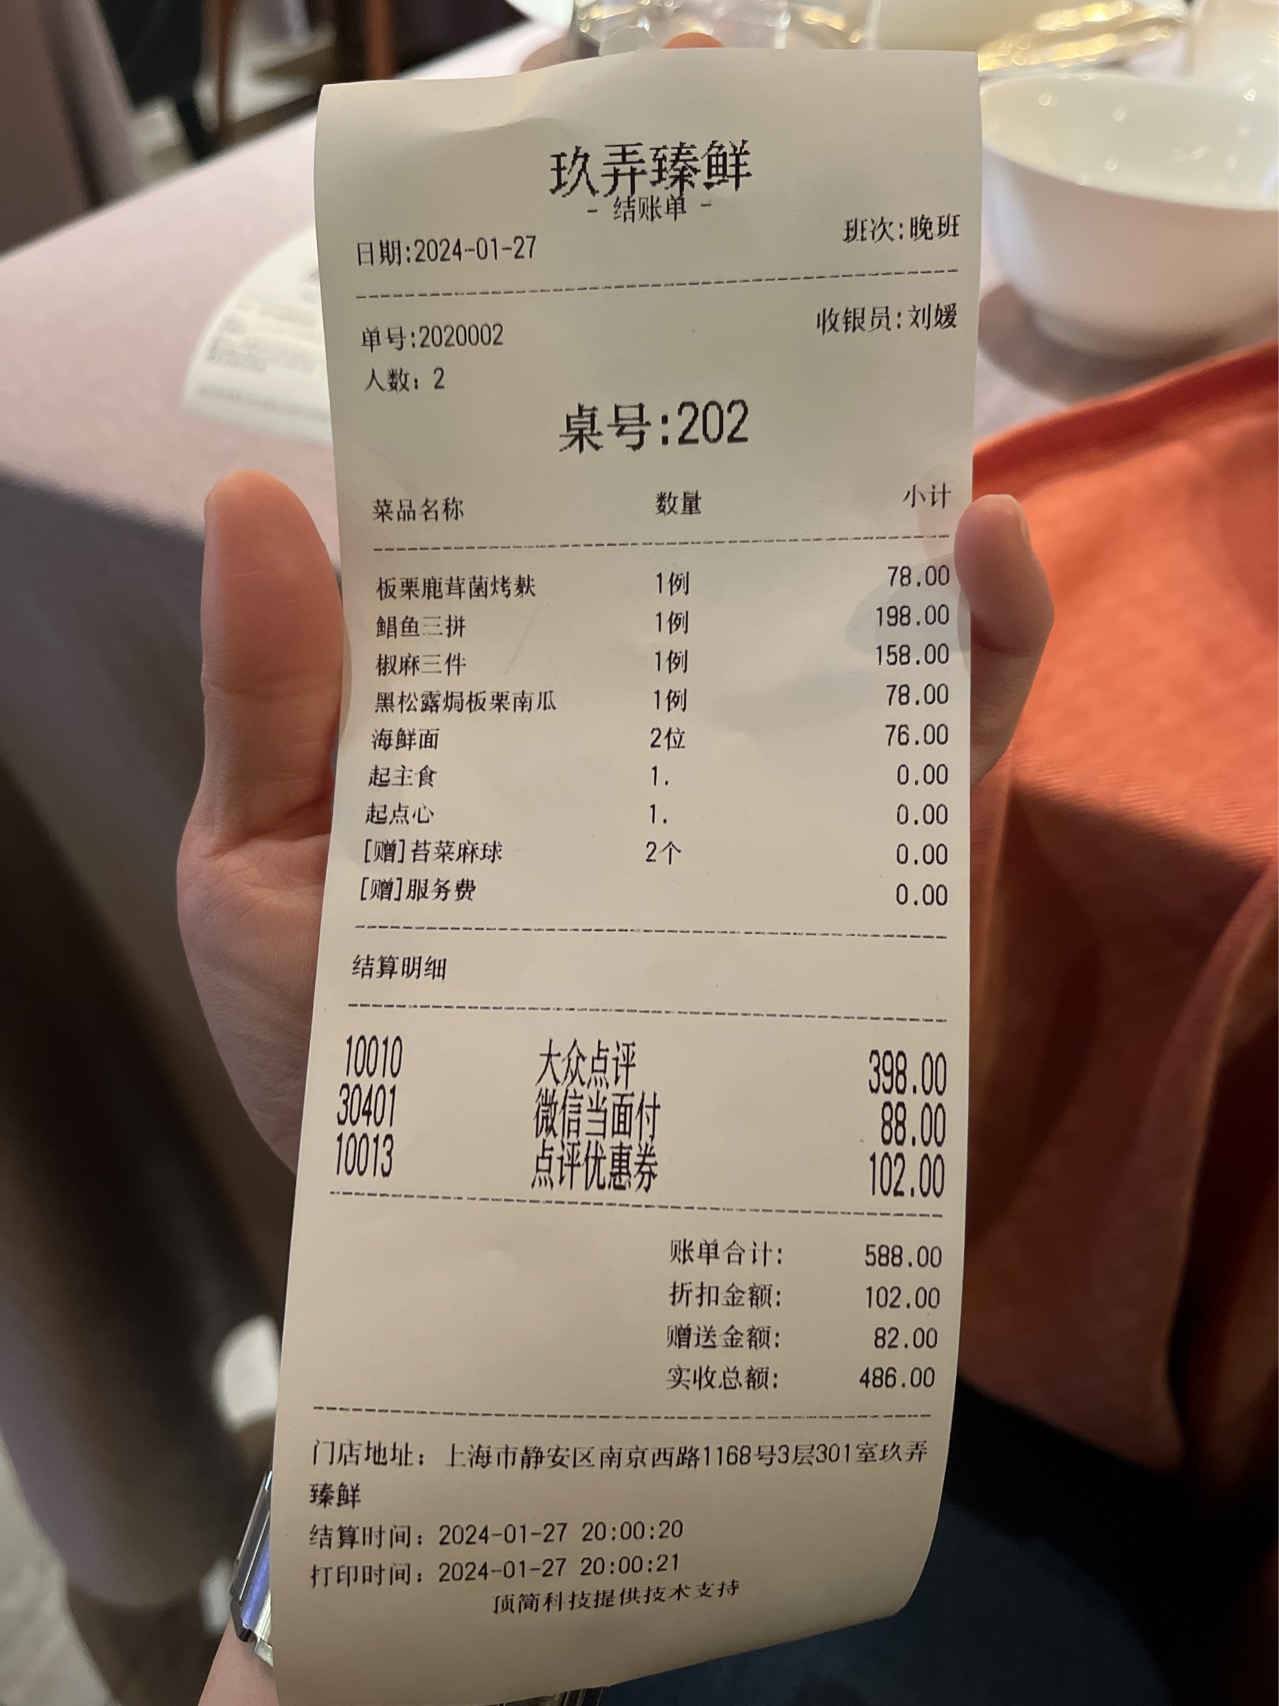 玖弄臻鲜
- 结账单 -
日期:2024-01-27 班次:晚班
单号:2020002 收银员:刘媛
人数: 2
桌号:202
菜品名称 数量 小计
板栗鹿茸菌烤麸 1例 78.00
鲳鱼三拼 1例 198.00
椒麻三件 1例 158.00
黑松露焗板栗南瓜 1例 78.00
海鲜面 2位 76.00
起主食 1. 0.00
起点心 1. 0.00
[赠]苔菜麻球 2个 0.00
[赠]服务费 0.00
结算明细
10010 大众点评 398.00
30401 微信当面付 88.00
10013 点评优惠券 102.00
账单合计: 588.00
折扣金额: 102.00
赠送金额: 82.00
实收总额: 486.00
门店地址: 上海市静安区南京西路1168号3层301室玖弄
臻鲜
结算时间: 2024-01-27 20:00:20
打印时间: 2024-01-27 20:00:21
顶简科技提供技术支持